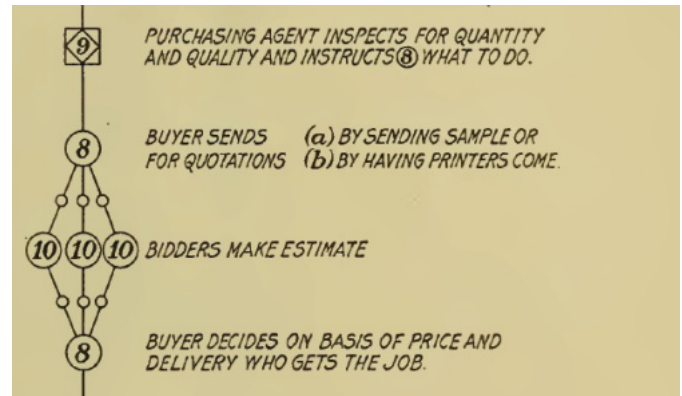 9 PURCHASING AGENT INSPECTS FOR QUANTITY
AND QUALITY AND INSTRUCTS ⑧ WHAT TO DO.
8 BUYER SENDS (a) BY SENDING SAMPLE OR
FOR QUOTATIONS (b) BY HAVING PRINTERS COME.
10 10 10 BIDDERS MAKE ESTIMATE
8 BUYER DECIDES ON BASIS OF PRICE AND
DELIVERY WHO GETS THE JOB.